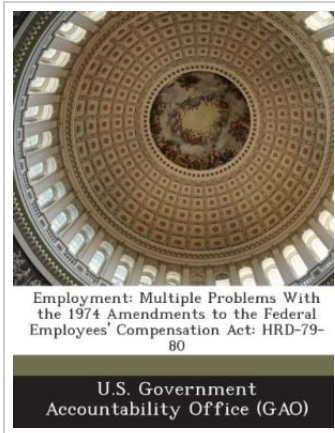 Employment: Multiple Problems With
the 1974 Amendments to the Federal
Employees' Compensation Act: HRD-79-
80
U.S. Government
Accountability Office (GAO)